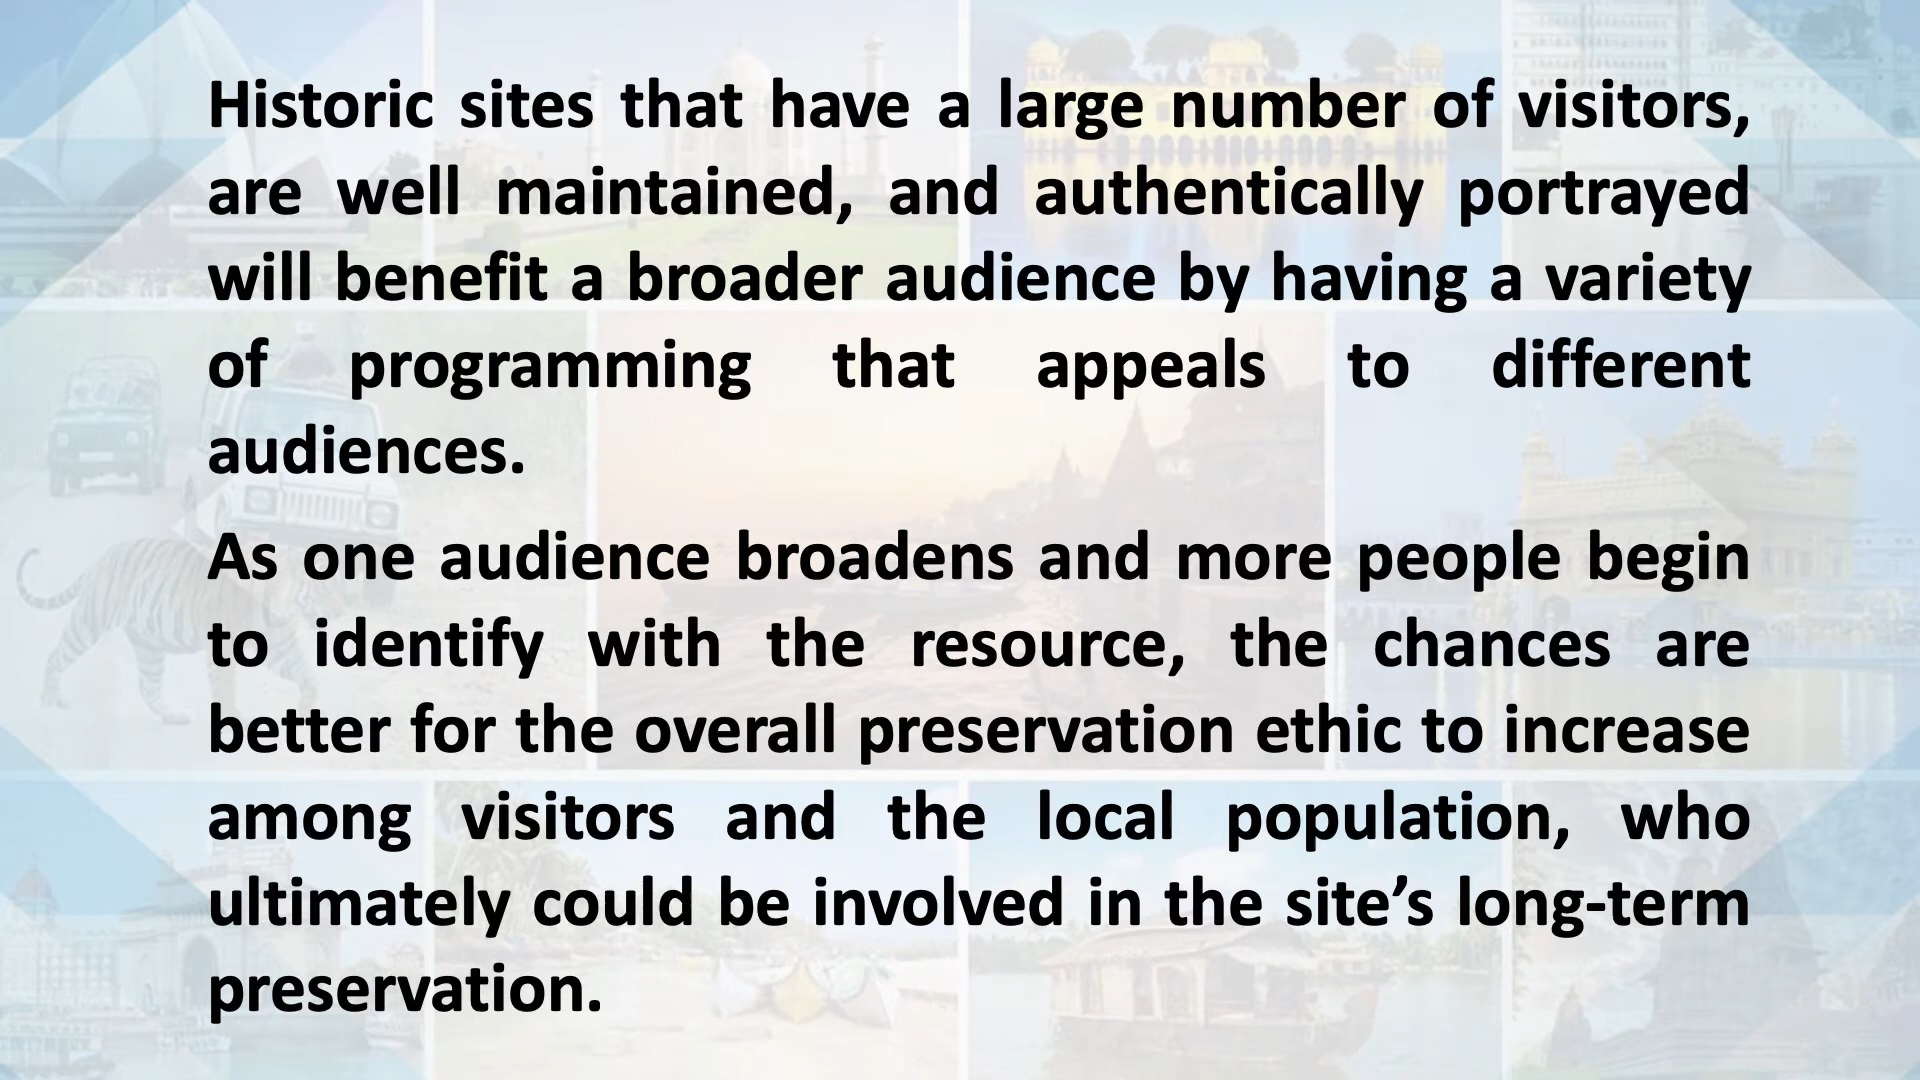 Historic sites that have a large number of visitors,
are well maintained, and authentically portrayed
will benefit a broader audience by having a variety
of programming that appeals to different
audiences.
As one audience broadens and more people begin
to identify with the resource, the chances are
better for the overall preservation ethic to increase
among visitors and the local population, who
ultimately could be involved in the site’s long-term
preservation.